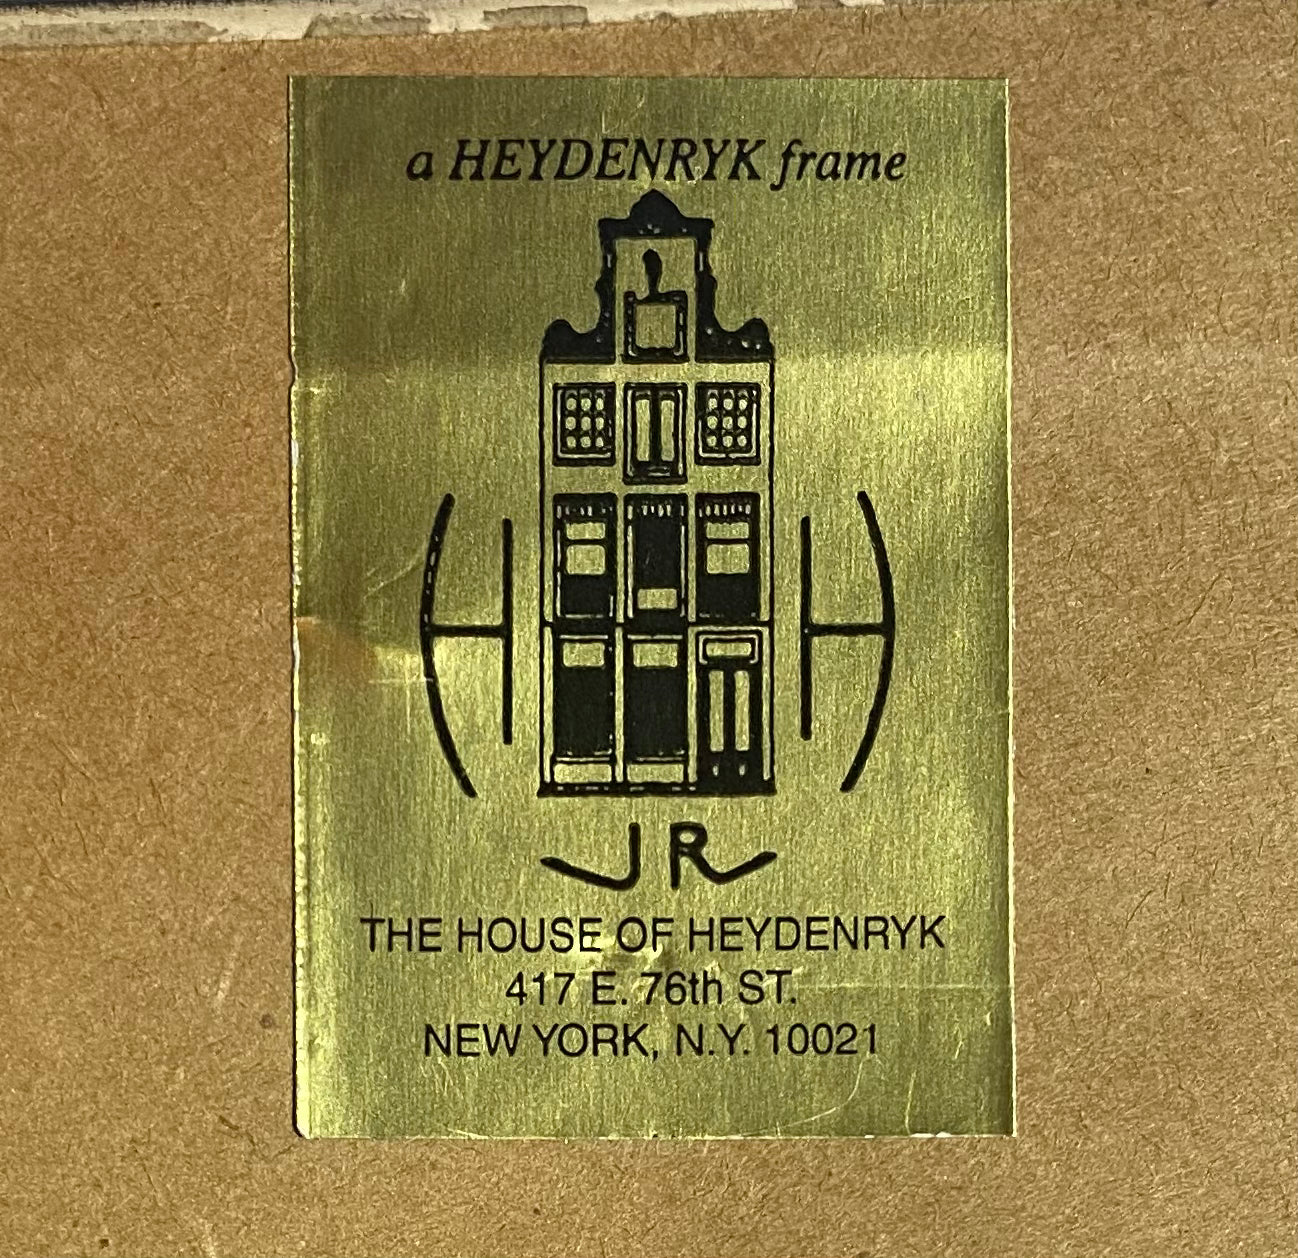 a HEYDENRYK frame
H H
JR
THE HOUSE OF HEYDENRYK
417 E. 76th ST.
NEW YORK, N.Y. 10021